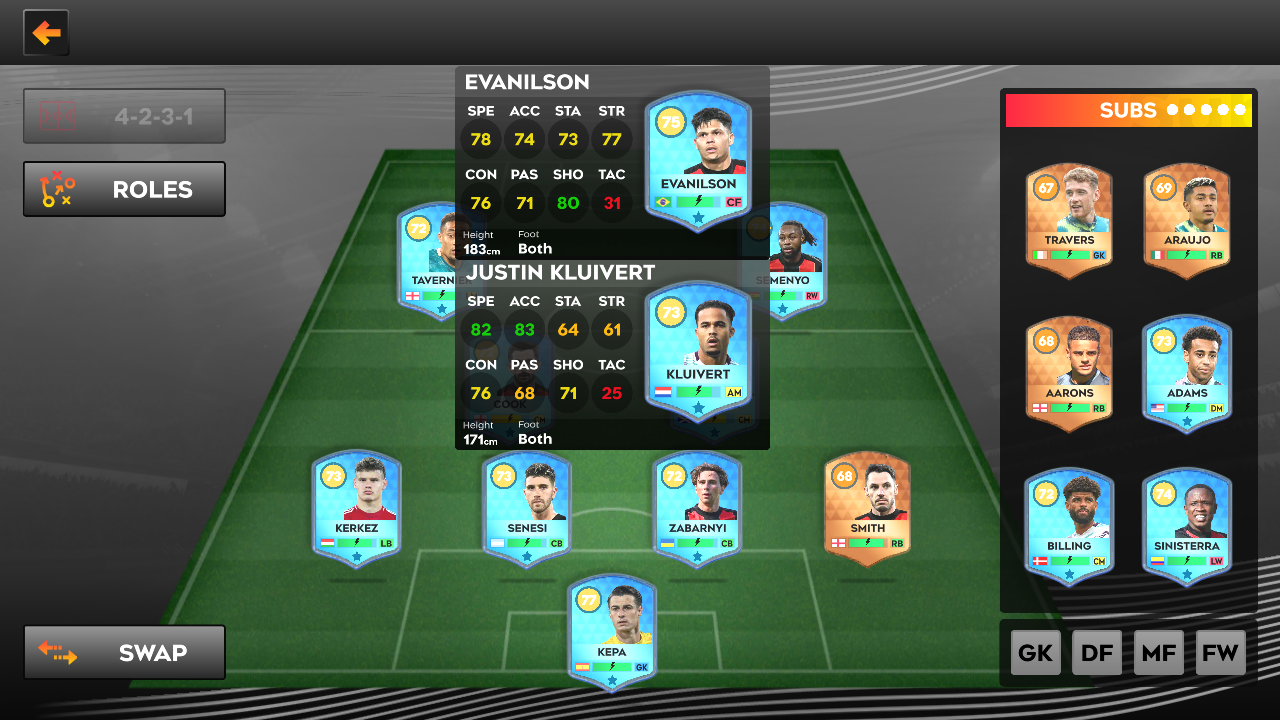 4-2-3-1
ROLES
EVANILSON
SPE ACC STA STR
78 74 73 77
CON PAS SHO TAC
76 71 80 31
Height Foot
183cm Both
75
EVANILSON
CF
JUSTIN KLUIVERT
SPE ACC STA STR
82 83 64 61
CON PAS SHO TAC
76 68 71 25
Height Foot
171cm Both
73
KLUIVERT
AM
72
TAVERNIER
SEMENYO
RW
COOK
CM
CM
73
KERKEZ
LB
73
SENESI
CB
72
ZABARNYI
CB
68
SMITH
RB
77
KEPA
GK
SWAP
SUBS
67
TRAVERS
GK
69
ARAUJO
RB
68
AARONS
RB
73
ADAMS
DM
72
BILLING
CM
74
SINISTERRA
LW
GK DF MF FW